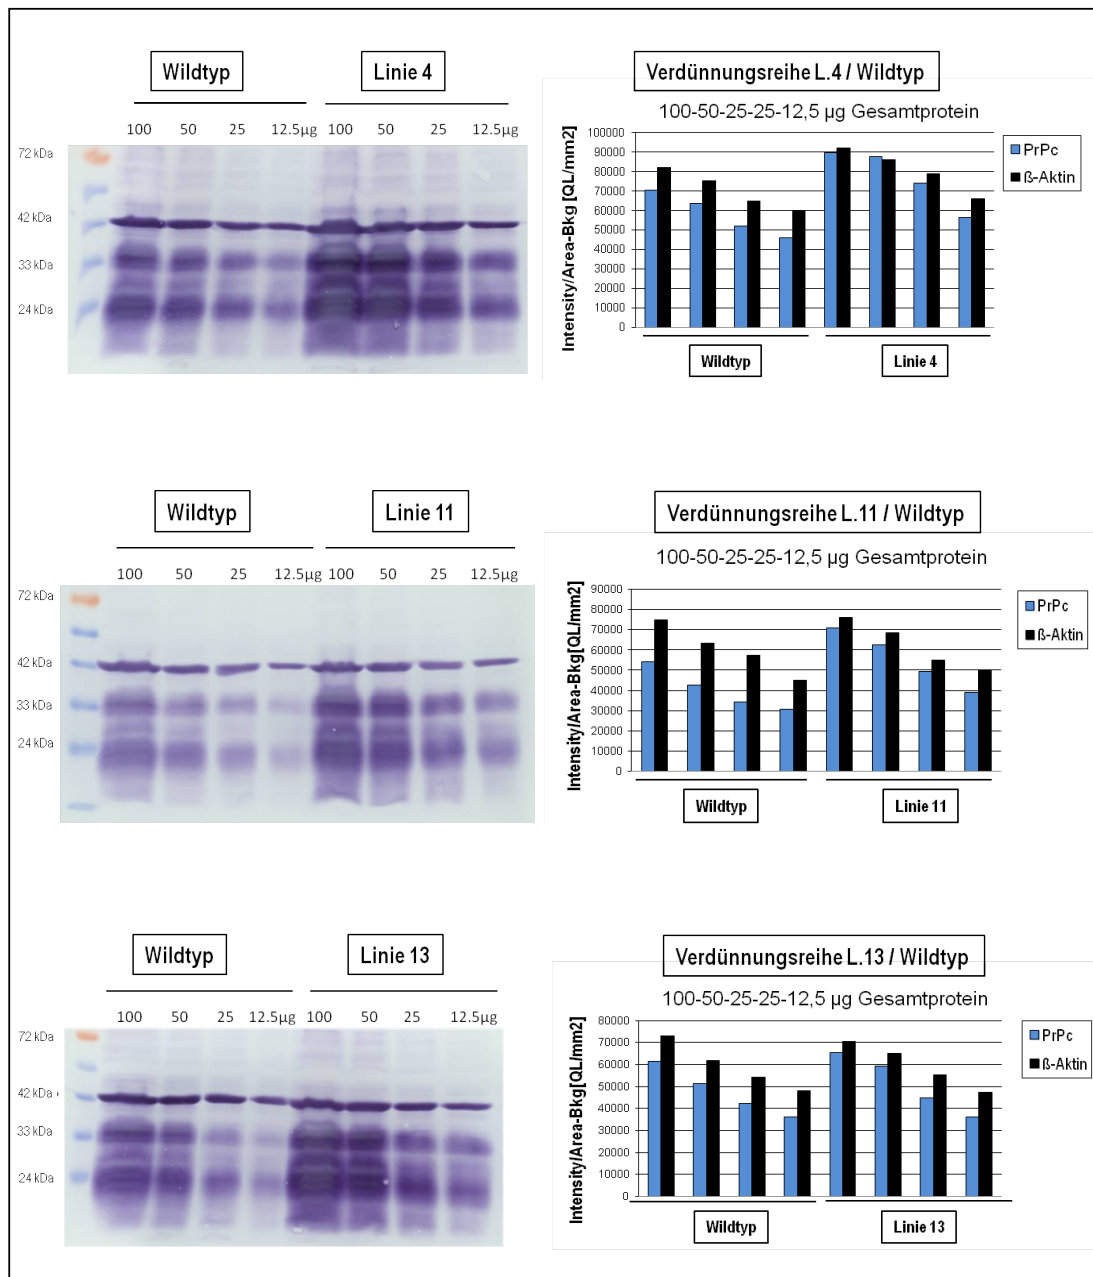 Wildtyp Linie 4
100 50 25 12.5µg 100 50 25 12.5µg
72 kDa
42 kDa
33 kDa
24 kDa
Verdünnungsreihe L.4 / Wildtyp
100-50-25-25-12,5 µg Gesamtprotein
Intensity/Area-Bkg [QL/mm2]
100000
90000
80000
70000
60000
50000
40000
30000
20000
10000
0
PrPc
ß-Aktin
Wildtyp Linie 4
Wildtyp Linie 11
100 50 25 12.5µg 100 50 25 12.5µg
72 kDa
42 kDa
33 kDa
24 kDa
Verdünnungsreihe L.11 / Wildtyp
100-50-25-25-12,5 µg Gesamtprotein
Intensity/Area-Bkg[QL/mm2]
90000
80000
70000
60000
50000
40000
30000
20000
10000
0
PrPc
ß-Aktin
Wildtyp Linie 11
Wildtyp Linie 13
100 50 25 12.5µg 100 50 25 12.5µg
72 kDa
42 kDa
33 kDa
24 kDa
Verdünnungsreihe L.13 / Wildtyp
100-50-25-25-12,5 µg Gesamtprotein
Intensity/Area-Bkg[QL/mm2]
80000
70000
60000
50000
40000
30000
20000
10000
0
PrPc
ß-Aktin
Wildtyp Linie 13